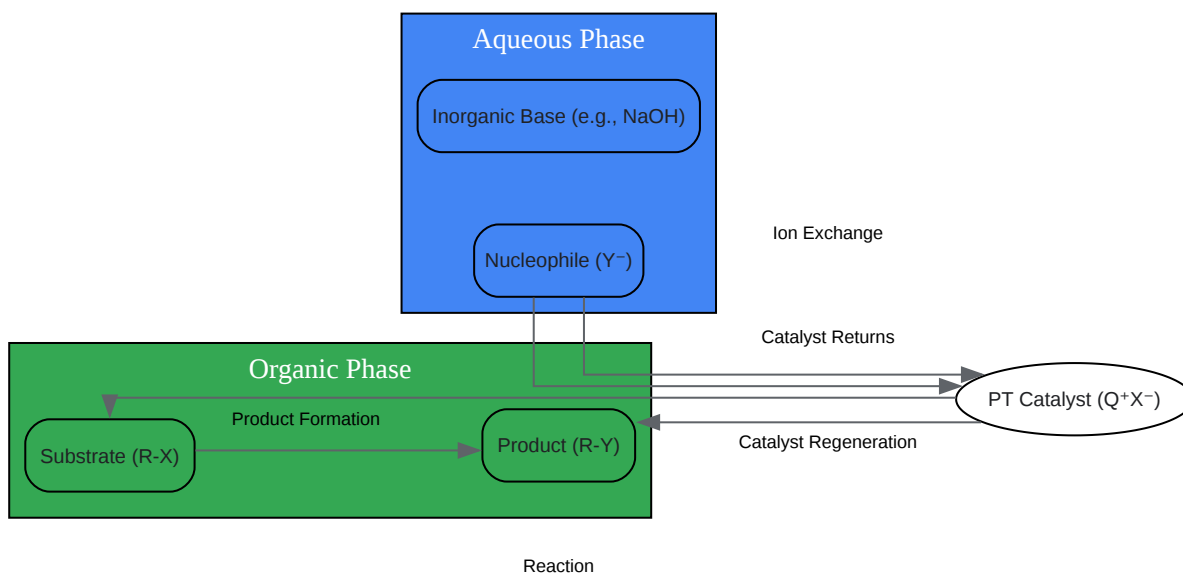 Aqueous Phase
Inorganic Base (e.g., NaOH)
Ion Exchange
Nucleophile (Y⁻)
Catalyst Returns
Organic Phase
PT Catalyst (Q⁺X⁻)
Product Formation
Catalyst Regeneration
Substrate (R-X)
Product (R-Y)
Reaction